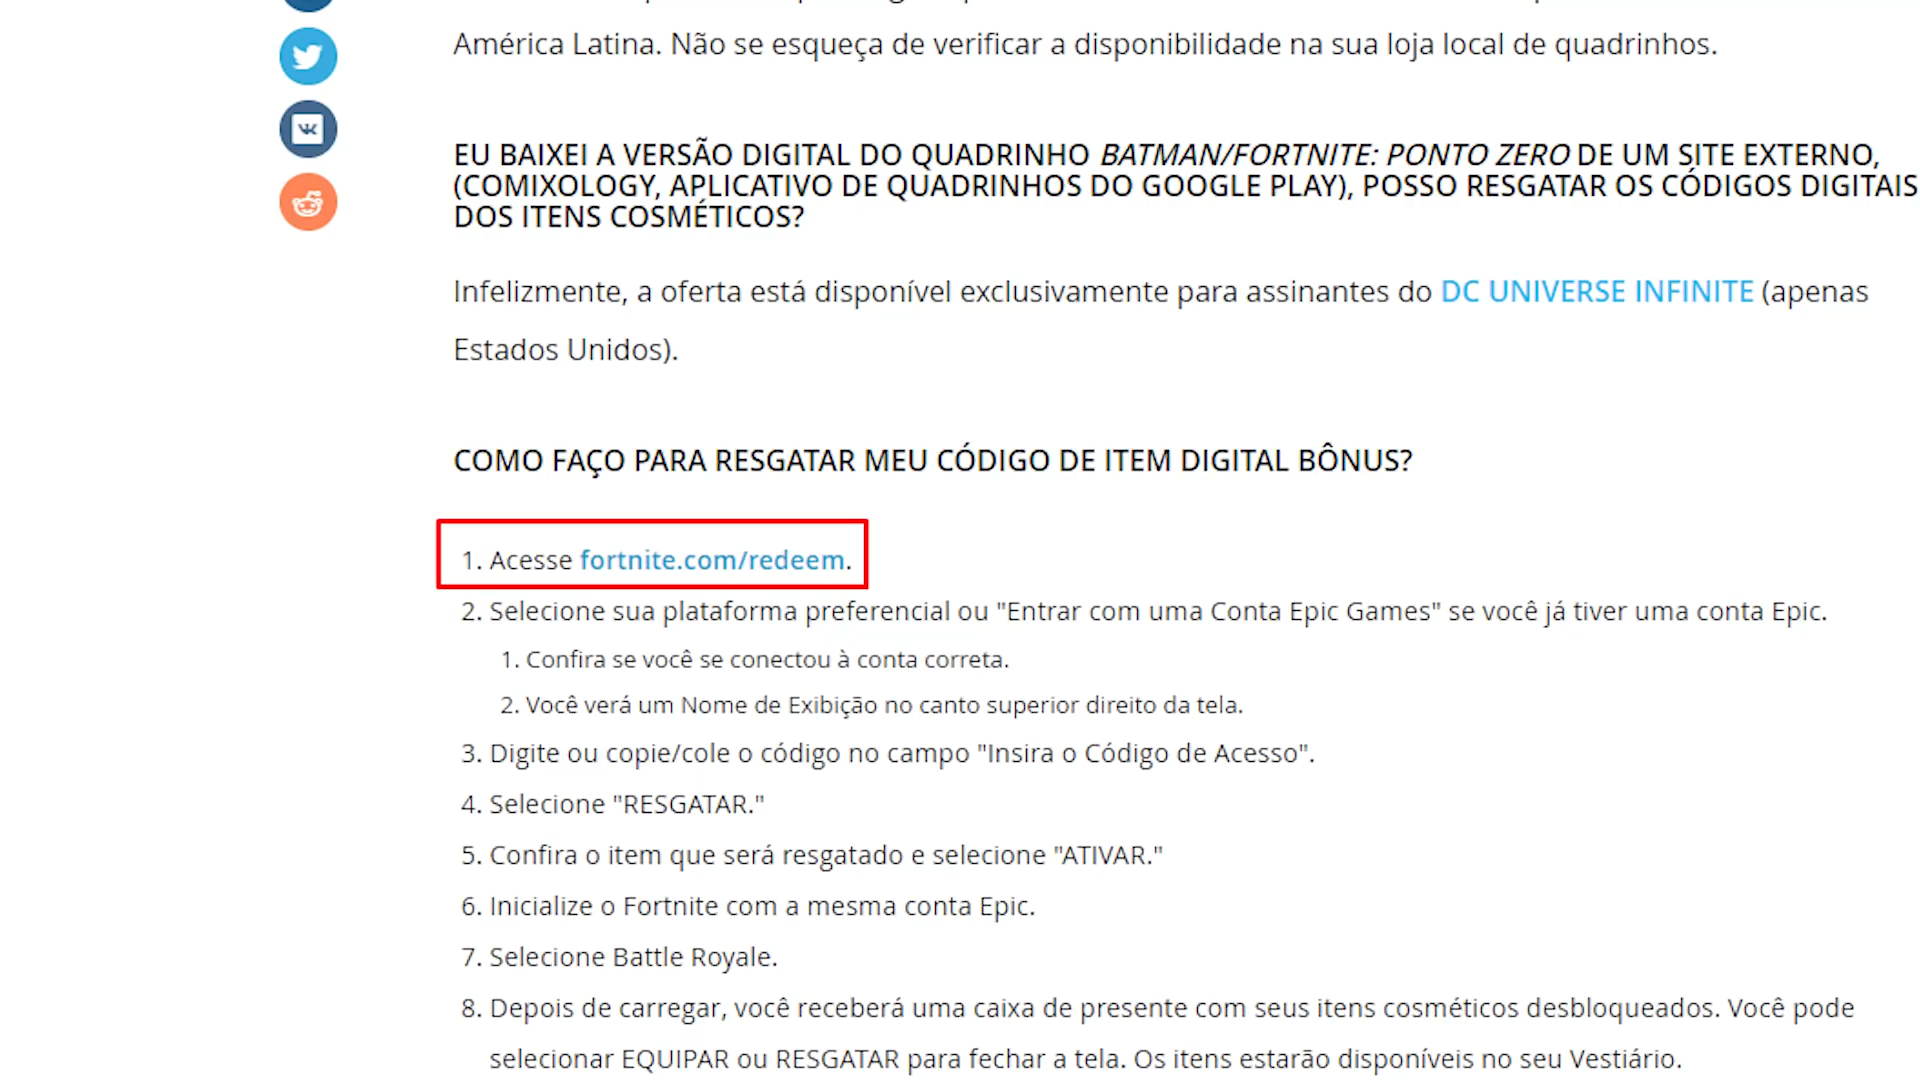 América Latina. Não se esqueça de verificar a disponibilidade na sua loja local de quadrinhos.
EU BAIXEI A VERSÃO DIGITAL DO QUADRINHO BATMAN/FORTNITE: PONTO ZERO DE UM SITE EXTERNO,
(COMIXOLOGY, APLICATIVO DE QUADRINHOS DO GOOGLE PLAY), POSSO RESGATAR OS CÓDIGOS DIGITAIS
DOS ITENS COSMÉTICOS?
Infelizmente, a oferta está disponível exclusivamente para assinantes do DC UNIVERSE INFINITE (apenas
Estados Unidos).
COMO FAÇO PARA RESGATAR MEU CÓDIGO DE ITEM DIGITAL BÔNUS?
1. Acesse fortnite.com/redeem.
2. Selecione sua plataforma preferencial ou "Entrar com uma Conta Epic Games" se você já tiver uma conta Epic.
1. Confira se você se conectou à conta correta.
2. Você verá um Nome de Exibição no canto superior direito da tela.
3. Digite ou copie/cole o código no campo "Insira o Código de Acesso".
4. Selecione "RESGATAR."
5. Confira o item que será resgatado e selecione "ATIVAR."
6. Inicialize o Fortnite com a mesma conta Epic.
7. Selecione Battle Royale.
8. Depois de carregar, você receberá uma caixa de presente com seus itens cosméticos desbloqueados. Você pode
selecionar EQUIPAR ou RESGATAR para fechar a tela. Os itens estarão disponíveis no seu Vestiário.